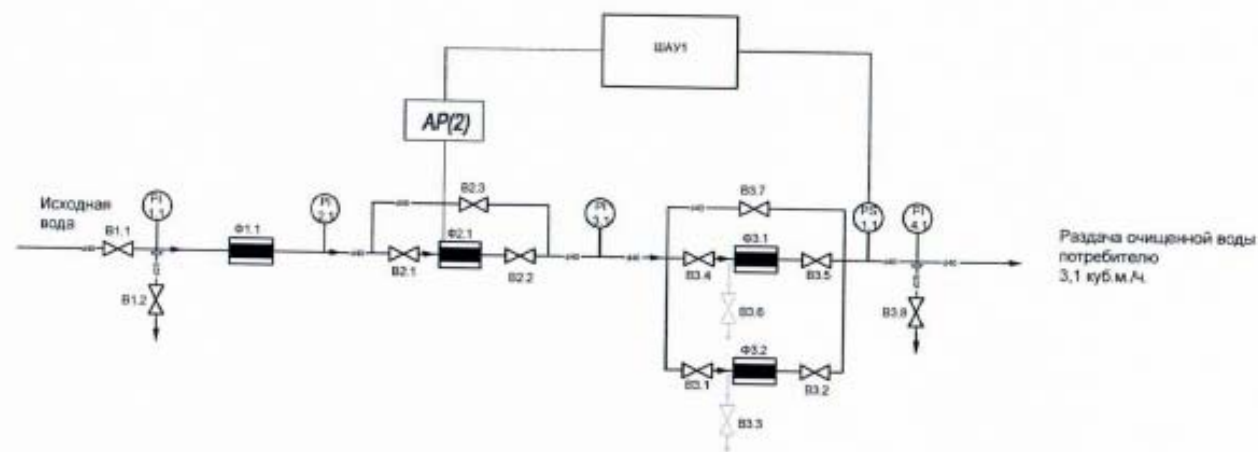 ШАУ1
АР(2)
Исходная
вода
В1.1
PI
1.1
В1.2
Ф1.1
PI
2.1
В2.3
В2.1
Ф2.1
В2.2
PI
3.1
В3.7
В3.4
Ф3.1
В3.5
В3.6
Ф3.2
В3.1
В3.2
В3.3
PS
1.1
PI
4.1
В3.8
Раздача очищенной воды
потребителю
3,1 куб.м./ч.